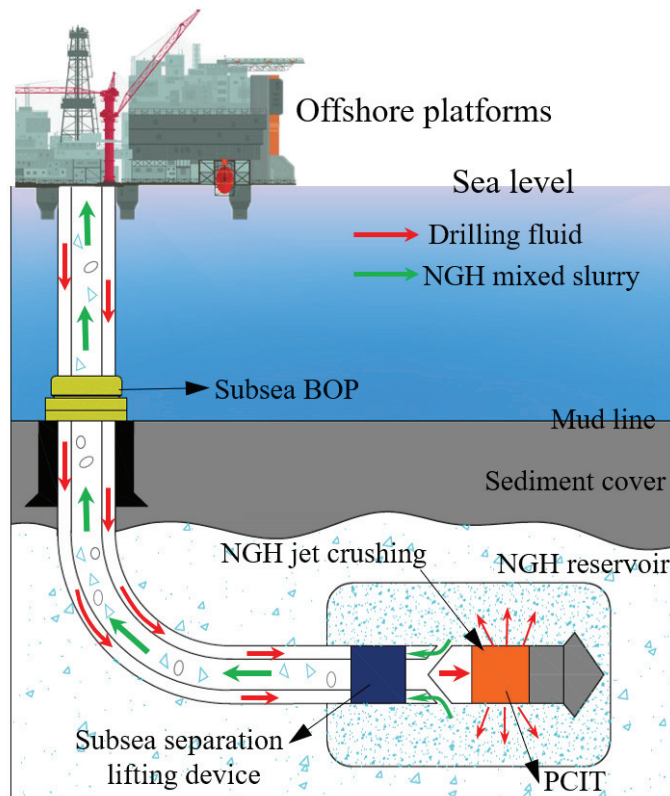 Offshore platforms
Sea level
Drilling fluid
NGH mixed slurry
Subsea BOP
Mud line
Sediment cover
NGH jet crushing
NGH reservoir
Subsea separation
lifting device
PCIT